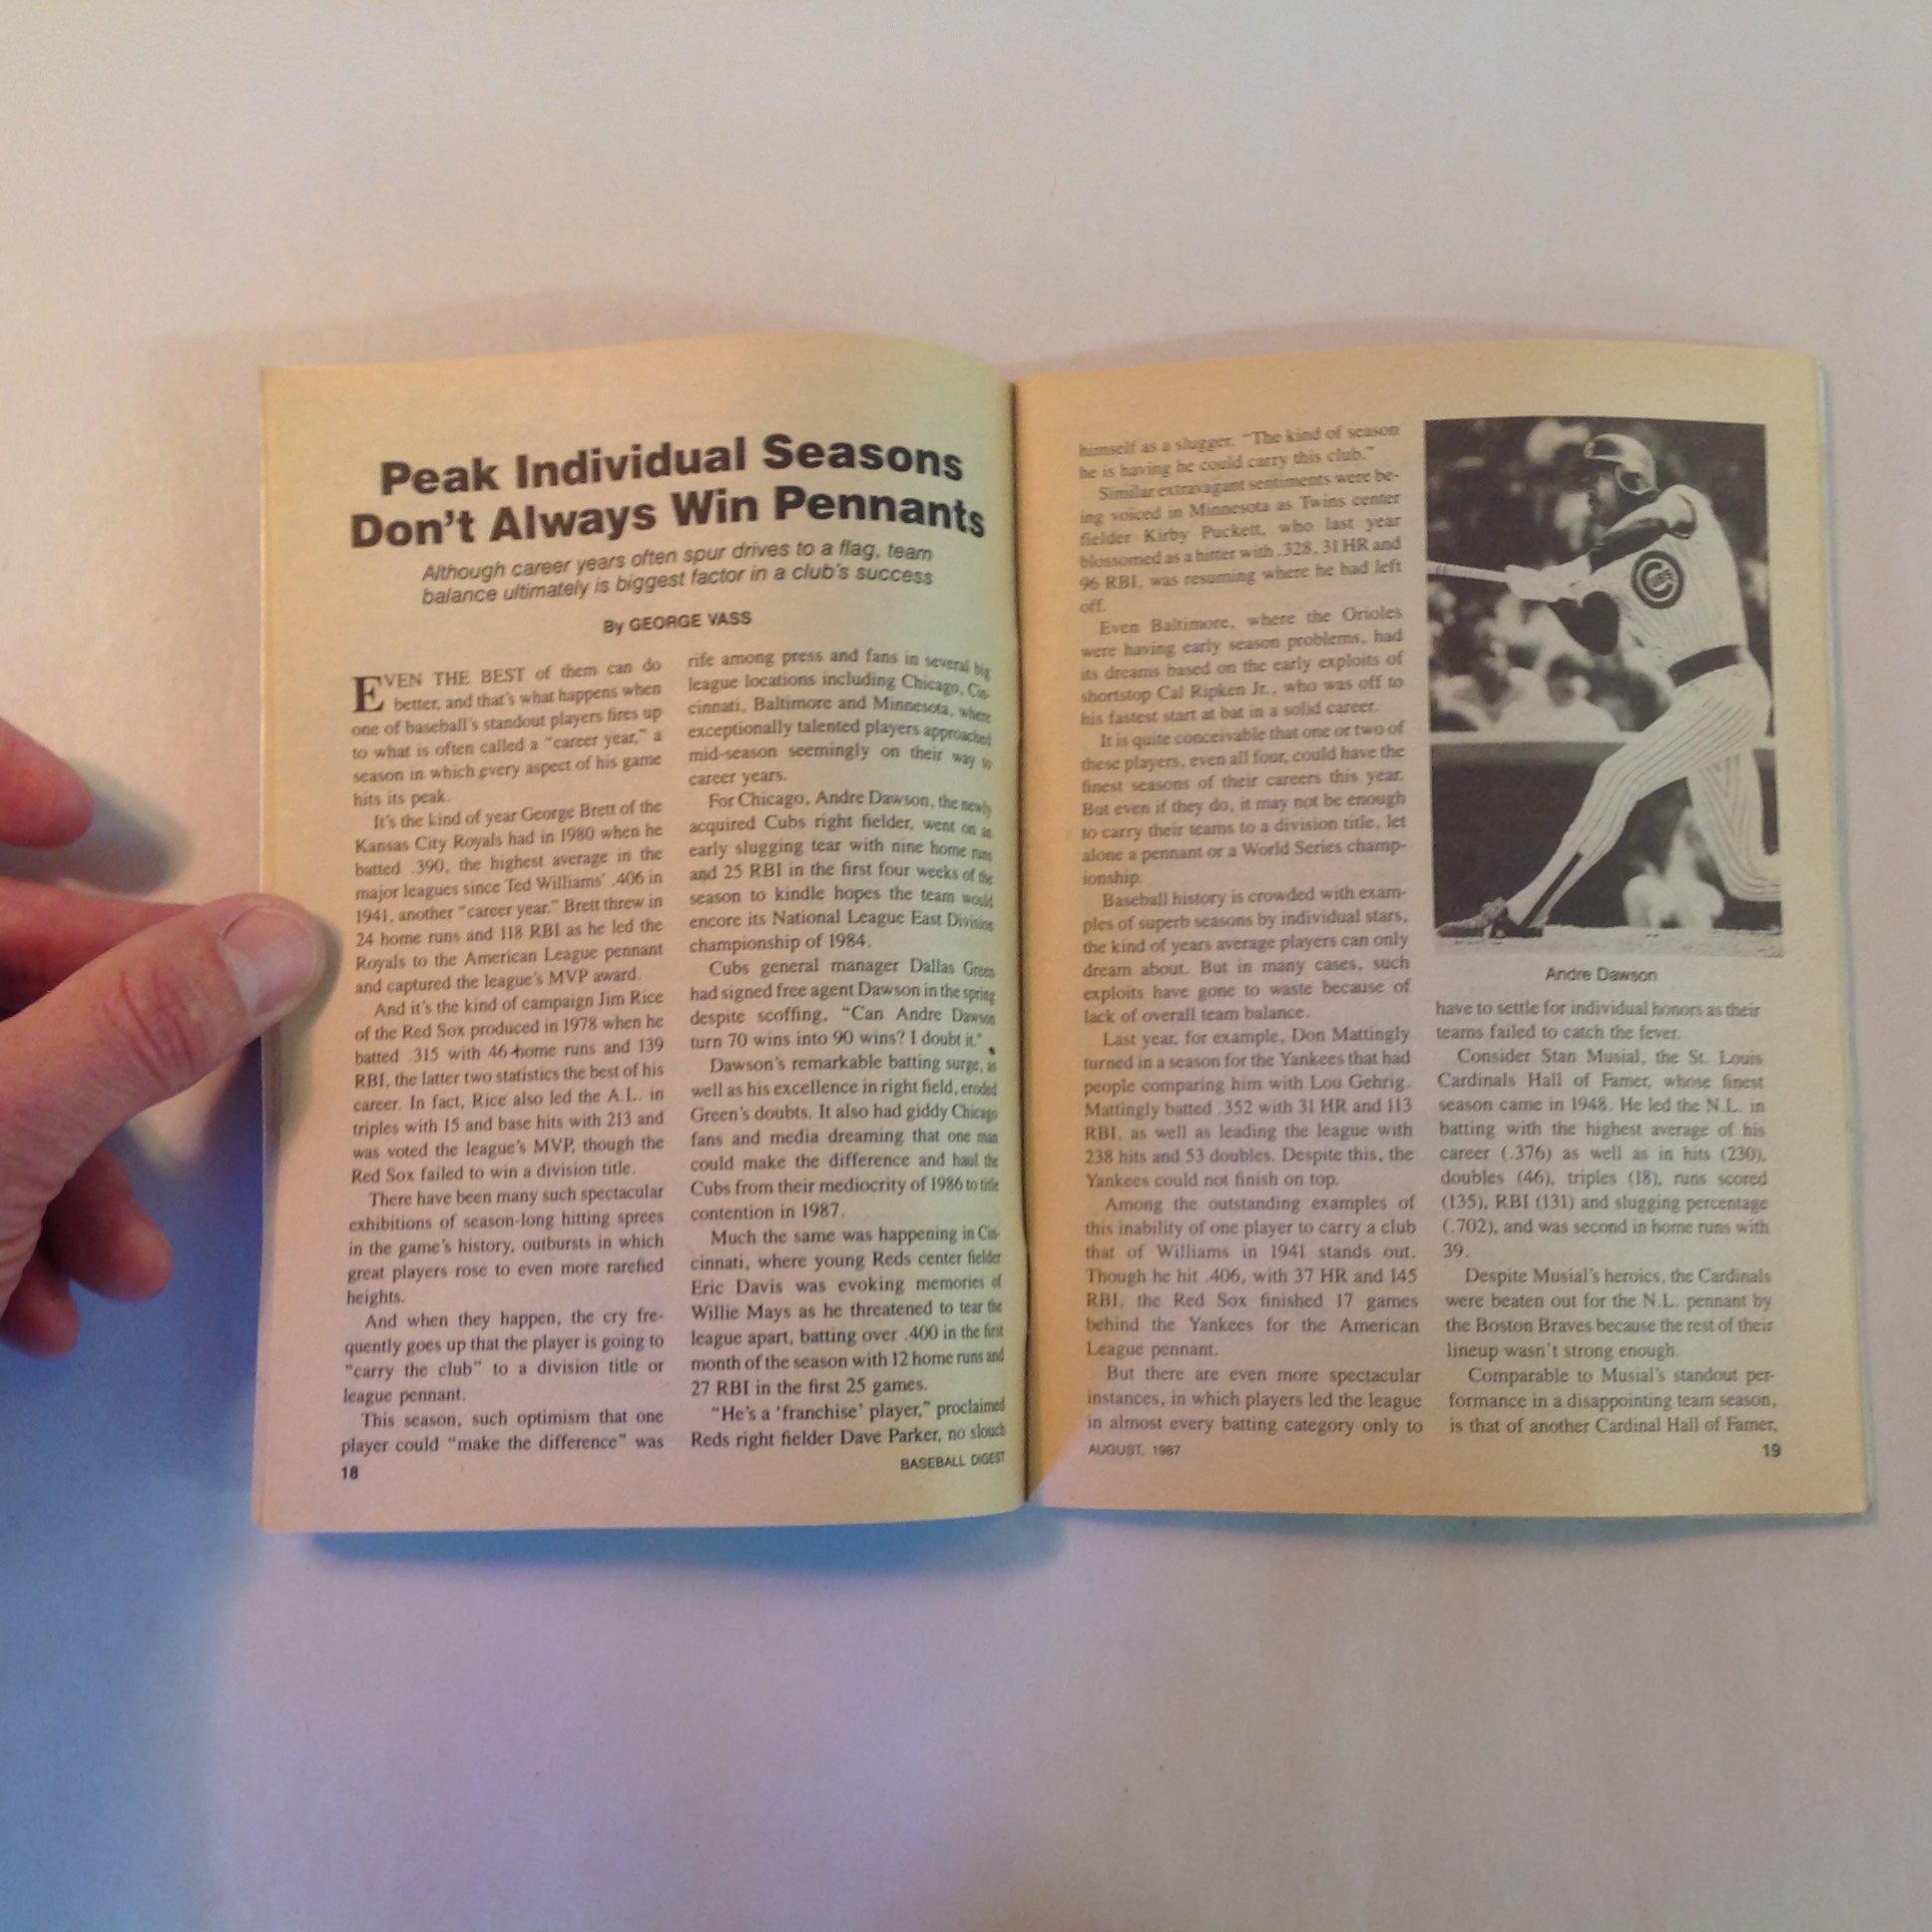 Peak Individual Seasons
Don't Always Win Pennants
Although career years often spur drives to a flag, team
balance ultimately is biggest factor in a club's success
By GEORGE VASS
EVEN THE BEST of them can do
better, and that's what happens when
one of baseball's standout players fires up
to what is often called a "career year," a
season in which every aspect of his game
hits its peak.
It's the kind of year George Brett of the
Kansas City Royals had in 1980 when he
batted .390, the highest average in the
major leagues since Ted Williams' .406 in
1941, another "career year." Brett threw in
24 home runs and 118 RBI as he led the
Royals to the American League pennant
and captured the league's MVP award.
And it's the kind of campaign Jim Rice
of the Red Sox produced in 1978 when he
batted .315 with 46 home runs and 139
RBI, the latter two statistics the best of his
career. In fact, Rice also led the A.L. in
triples with 15 and base hits with 213 and
was voted the league's MVP, though the
Red Sox failed to win a division title.
There have been many such spectacular
exhibitions of season-long hitting sprees
in the game's history, outbursts in which
great players rose to even more rarefied
heights.
And when they happen, the cry fre-
quently goes up that the player is going to
"carry the club" to a division title or
league pennant.
This season, such optimism that one
player could "make the difference" was
18
rife among press and fans in several big
league locations including Chicago, Cin-
cinnati, Baltimore and Minnesota, where
exceptionally talented players approached
mid-season seemingly on their way to
career years.
For Chicago, Andre Dawson, the newly
acquired Cubs right fielder, went on an
early slugging tear with nine home runs
and 25 RBI in the first four weeks of the
season to kindle hopes the team would
encore its National League East Division
championship of 1984.
Cubs general manager Dallas Green
had signed free agent Dawson in the spring
despite scoffing, "Can Andre Dawson
turn 70 wins into 90 wins? I doubt it."
Dawson's remarkable batting surge, as
well as his excellence in right field, eroded
Green's doubts. It also had giddy Chicago
fans and media dreaming that one man
could make the difference and haul the
Cubs from their mediocrity of 1986 to title
contention in 1987.
Much the same was happening in Cin-
cinnati, where young Reds center fielder
Eric Davis was evoking memories of
Willie Mays as he threatened to tear the
league apart, batting over .400 in the first
month of the season with 12 home runs and
27 RBI in the first 25 games.
"He's a 'franchise' player," proclaimed
Reds right fielder Dave Parker, no slouch
BASEBALL DIGEST
himself as a slugger. "The kind of season
he is having he could carry this club."
Similar extravagant sentiments were be-
ing voiced in Minnesota as Twins center
fielder Kirby Puckett, who last year
blossomed as a hitter with .328, 31 HR and
96 RBI, was resuming where he had left
off.
Even Baltimore, where the Orioles
were having early season problems, had
its dreams based on the early exploits of
shortstop Cal Ripken Jr., who was off to
his fastest start at bat in a solid career.
It is quite conceivable that one or two of
these players, even all four, could have the
finest seasons of their careers this year.
But even if they do, it may not be enough
to carry their teams to a division title, let
alone a pennant or a World Series champ-
ionship.
Baseball history is crowded with exam-
ples of superb seasons by individual stars,
the kind of years average players can only
dream about. But in many cases, such
exploits have gone to waste because of
lack of overall team balance.
Last year, for example, Don Mattingly
turned in a season for the Yankees that had
people comparing him with Lou Gehrig.
Mattingly batted .352 with 31 HR and 113
RBI, as well as leading the league with
238 hits and 53 doubles. Despite this, the
Yankees could not finish on top.
Among the outstanding examples of
this inability of one player to carry a club
that of Williams in 1941 stands out.
Though he hit .406, with 37 HR and 145
RBI, the Red Sox finished 17 games
behind the Yankees for the American
League pennant.
But there are even more spectacular
instances, in which players led the league
in almost every batting category only to
AUGUST, 1987
CUBS
Andre Dawson
have to settle for individual honors as their
teams failed to catch the fever.
Consider Stan Musial, the St. Louis
Cardinals Hall of Famer, whose finest
season came in 1948. He led the N.L. in
batting with the highest average of his
career (.376) as well as in hits (230),
doubles (46), triples (18), runs scored
(135), RBI (131) and slugging percentage
(.702), and was second in home runs with
39.
Despite Musial's heroics, the Cardinals
were beaten out for the N.L. pennant by
the Boston Braves because the rest of their
lineup wasn't strong enough.
Comparable to Musial's standout per-
formance in a disappointing team season,
is that of another Cardinal Hall of Famer,
19